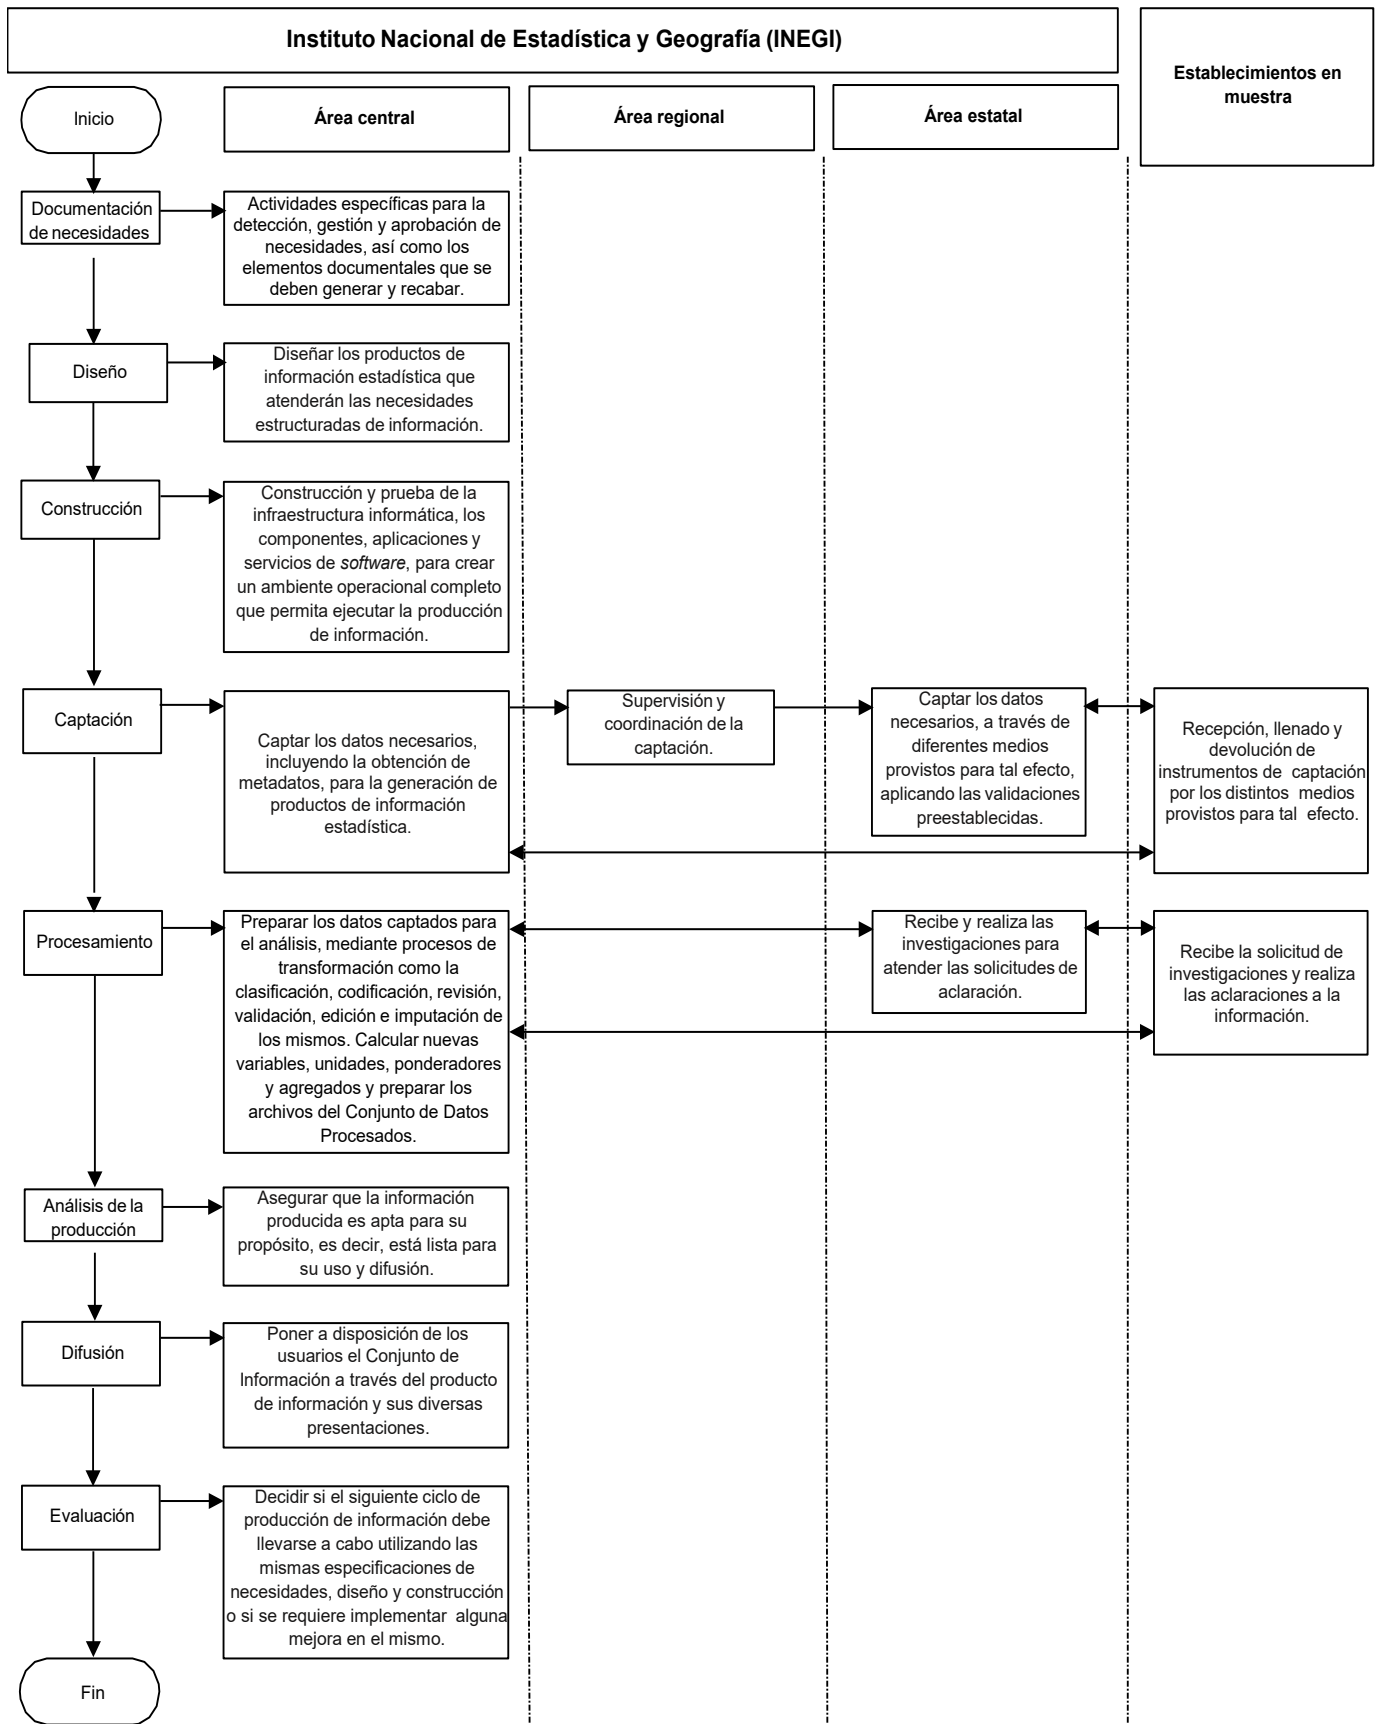 Instituto Nacional de Estadística y Geografía (INEGI)
Establecimientos en
muestra
Inicio
Área central
Área regional
Área estatal
Documentación
de necesidades
Actividades específicas para la
detección, gestión y aprobación de
necesidades, así como los
elementos documentales que se
deben generar y recabar.
Diseño
Diseñar los productos de
información estadística que
atenderán las necesidades
estructuradas de información.
Construcción
Construcción y prueba de la
infraestructura informática, los
componentes, aplicaciones y
servicios de software, para crear
un ambiente operacional completo
que permita ejecutar la producción
de información.
Captación
Captar los datos necesarios,
incluyendo la obtención de
metadatos, para la generación de
productos de información
estadística.
Supervisión y
coordinación de la
captación.
Captar los datos
necesarios, a través de
diferentes medios
provistos para tal efecto,
aplicando las validaciones
preestablecidas.
Recepción, llenado y
devolución de
instrumentos de captación
por los distintos medios
provistos para tal efecto.
Procesamiento
Preparar los datos captados para
el análisis, mediante procesos de
transformación como la
clasificación, codificación, revisión,
validación, edición e imputación de
los mismos. Calcular nuevas
variables, unidades, ponderadores
y agregados y preparar los
archivos del Conjunto de Datos
Procesados.
Recibe y realiza las
investigaciones para
atender las solicitudes de
aclaración.
Recibe la solicitud de
investigaciones y realiza
las aclaraciones a la
información.
Análisis de la
producción
Asegurar que la información
producida es apta para su
propósito, es decir, está lista para
su uso y difusión.
Difusión
Poner a disposición de los
usuarios el Conjunto de
Información a través del producto
de información y sus diversas
presentaciones.
Evaluación
Decidir si el siguiente ciclo de
producción de información debe
llevarse a cabo utilizando las
mismas especificaciones de
necesidades, diseño y construcción
o si se requiere implementar alguna
mejora en el mismo.
Fin